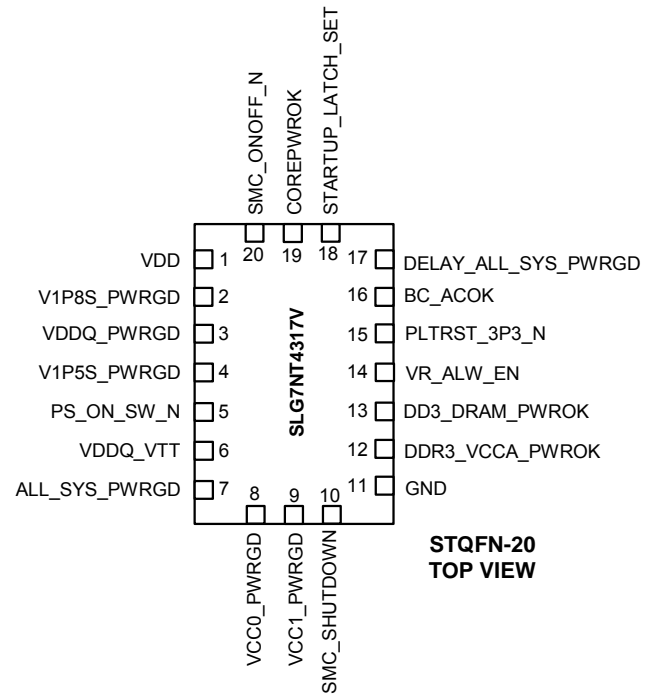 SMC_ONOFF_N
COREPWROK
STARTUP_LATCH_SET
20
19
18
VDD 1
V1P8S_PWRGD 2
VDDQ_PWRGD 3
V1P5S_PWRGD 4
PS_ON_SW_N 5
VDDQ_VTT 6
ALL_SYS_PWRGD 7
SLG7NT4317V
17 DELAY_ALL_SYS_PWRGD
16 BC_ACOK
15 PLTRST_3P3_N
14 VR_ALW_EN
13 DD3_DRAM_PWROK
12 DDR3_VCCA_PWROK
11 GND
8
9
10
VCC0_PWRGD
VCC1_PWRGD
SMC_SHUTDOWN
STQFN-20
TOP VIEW